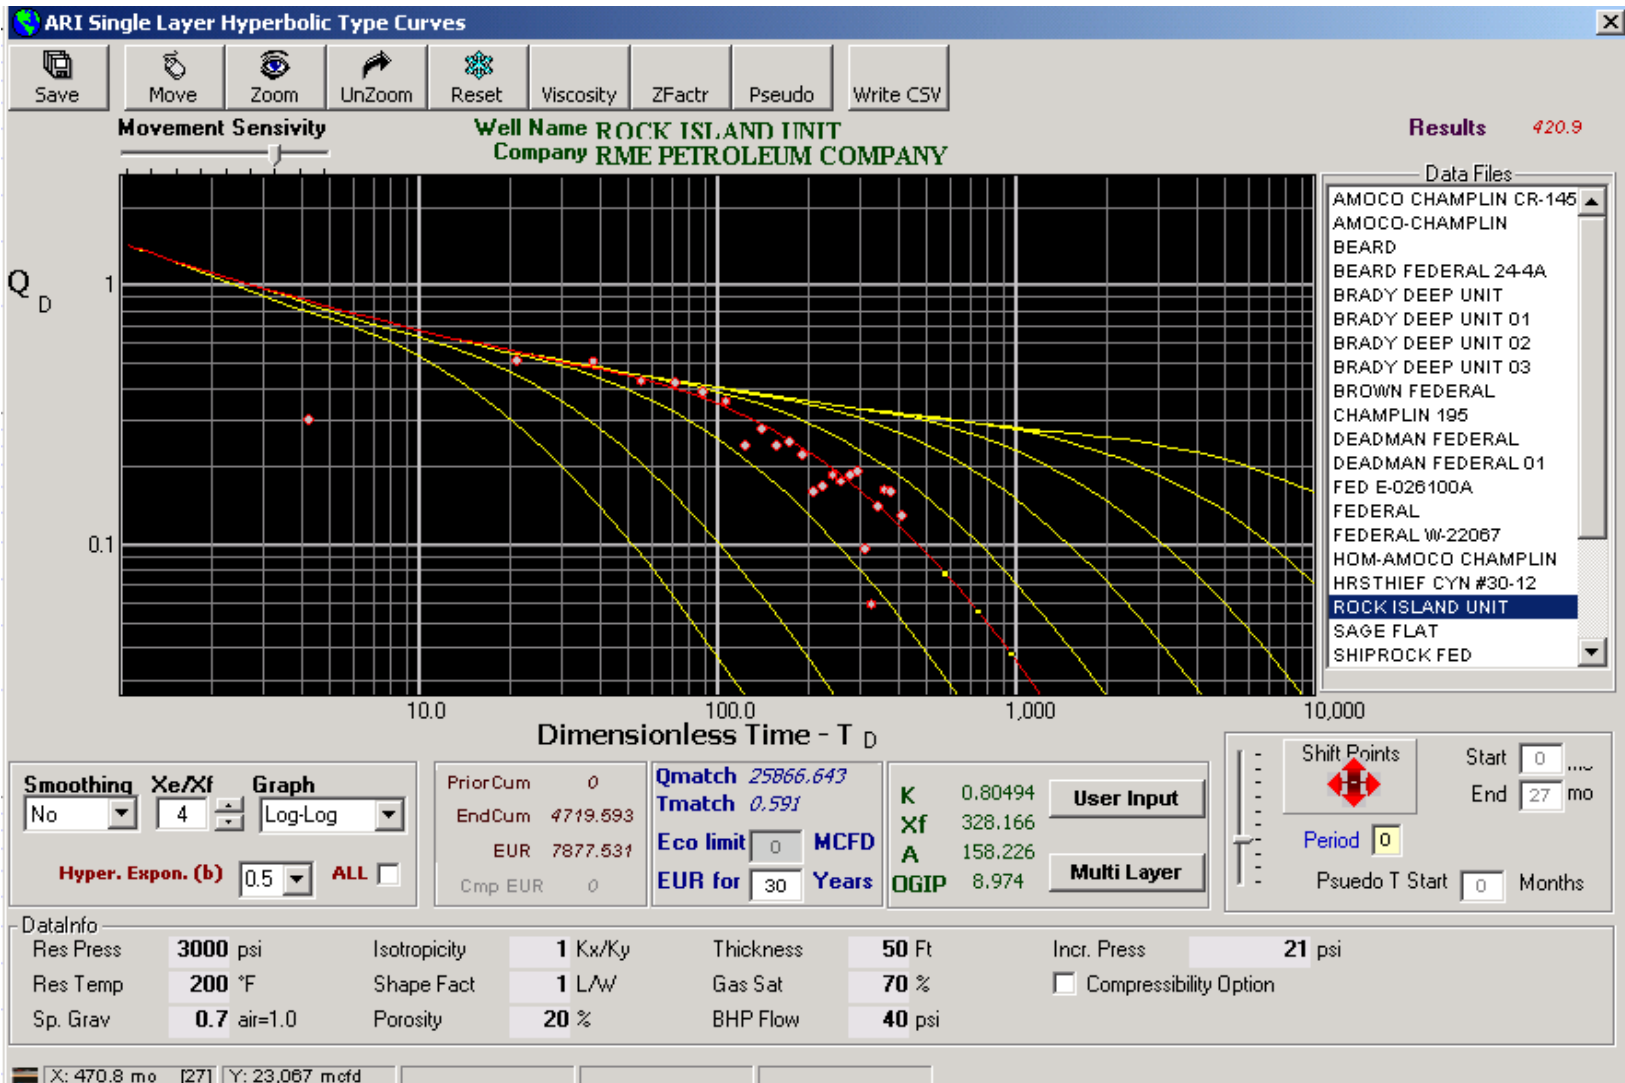 ARI Single Layer Hyperbolic Type Curves
Save Move Zoom UnZoom Reset Viscosity ZFactr Pseudo Write CSV
Movement Sensivity
Well Name ROCK ISLAND UNIT
Company RME PETROLEUM COMPANY
Results 420.9
Data Files
AMOCO CHAMPLIN CR-145
AMOCO-CHAMPLIN
BEARD
BEARD FEDERAL 24-4A
BRADY DEEP UNIT
BRADY DEEP UNIT 01
BRADY DEEP UNIT 02
BRADY DEEP UNIT 03
BROWN FEDERAL
CHAMPLIN 195
DEADMAN FEDERAL
DEADMAN FEDERAL 01
FED E-026100A
FEDERAL
FEDERAL W-22067
HOM-AMOCO CHAMPLIN
HRSTHIEF CYN #30-12
ROCK ISLAND UNIT
SAGE FLAT
SHIPROCK FED
Q D
1
0.1
10.0 100.0 1,000 10,000
Dimensionless Time - T D
Smoothing Xe/Xf Graph
No 4 Log-Log
Hyper. Expon. (b) 0.5 ALL
PriorCum 0
EndCum 4719.593
EUR 7877.531
Cmp EUR 0
Qmatch 25866.643
Tmatch 0.591
Eco limit 0 MCFD
EUR for 30 Years
K 0.80494
Xf 328.166
A 158.226
OGIP 8.974
User Input
Multi Layer
Shift Points
Start 0
End 27 mo
Period 0
Psuedo T Start 0 Months
DataInfo
Res Press 3000 psi Isotropicity 1 Kx/Ky Thickness 50 Ft Incr. Press 21 psi
Res Temp 200 °F Shape Fact 1 L/W Gas Sat 70 % Compressibility Option
Sp. Grav 0.7 air=1.0 Porosity 20 % BHP Flow 40 psi
X: 470.8 mo [27] Y: 23.067 mcfd